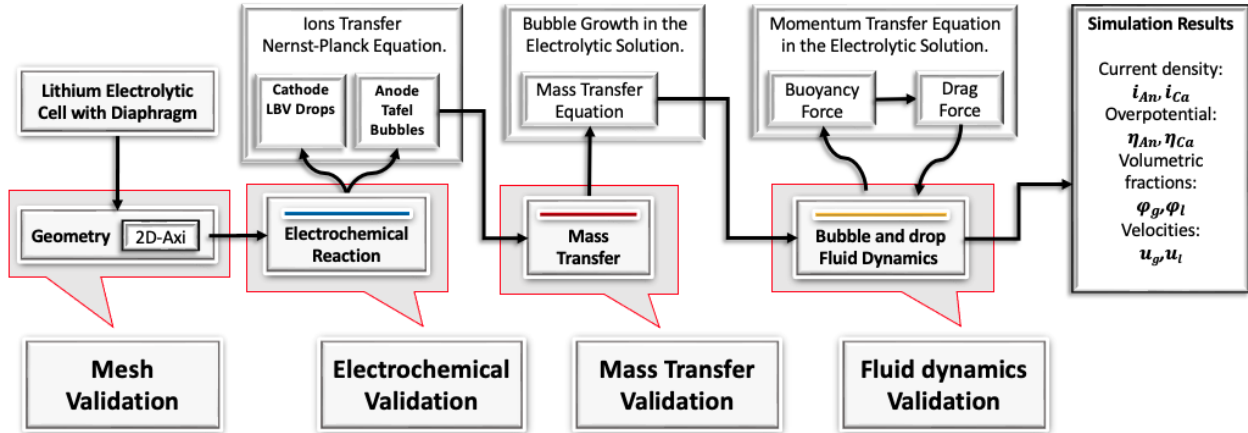 Lithium Electrolytic
Cell with Diaphragm
Geometry
2D-Axi
Mesh
Validation
Ions Transfer
Nernst-Planck Equation.
Cathode
LBV Drops
Anode
Tafel
Bubbles
Electrochemical
Reaction
Electrochemical
Validation
Bubble Growth in the
Electrolytic Solution.
Mass Transfer
Equation
Mass
Transfer
Mass Transfer
Validation
Momentum Transfer Equation
in the Electrolytic Solution.
Buoyancy
Force
Drag
Force
Bubble and drop
Fluid Dynamics
Fluid dynamics
Validation
Simulation Results
Current density:
i_An, i_Ca
Overpotential:
η_An, η_Ca
Volumetric
fractions:
φ_g, φ_l
Velocities:
u_g, u_l